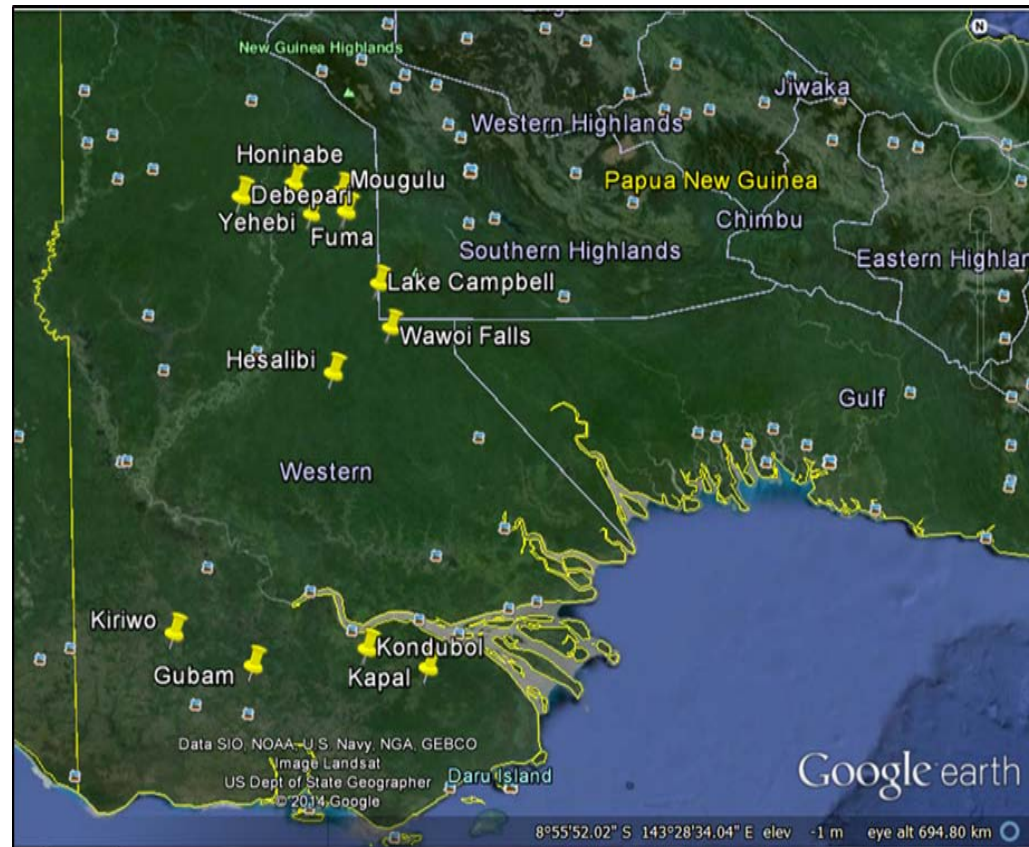 N
New Guinea Highlands
Jiwaka
Western Highlands
Honinabe
Mougulu
Papua New Guinea
Debepari
Yehebi
Chimbu
Fuma
Southern Highlands
Eastern Highlan
Lake Campbell
Wawoi Falls
Hesalibi
Gulf
Western
Kiriwo
Kondubol
Gubam
Kapal
Data SIO, NOAA, U.S. Navy, NGA, GEBCO
Image Landsat
US Dept of State Geographer
© 2014 Google
Daru Island
Google earth
8°55'52.02" S 143°28'34.04" E elev -1 m eye alt 694.80 km